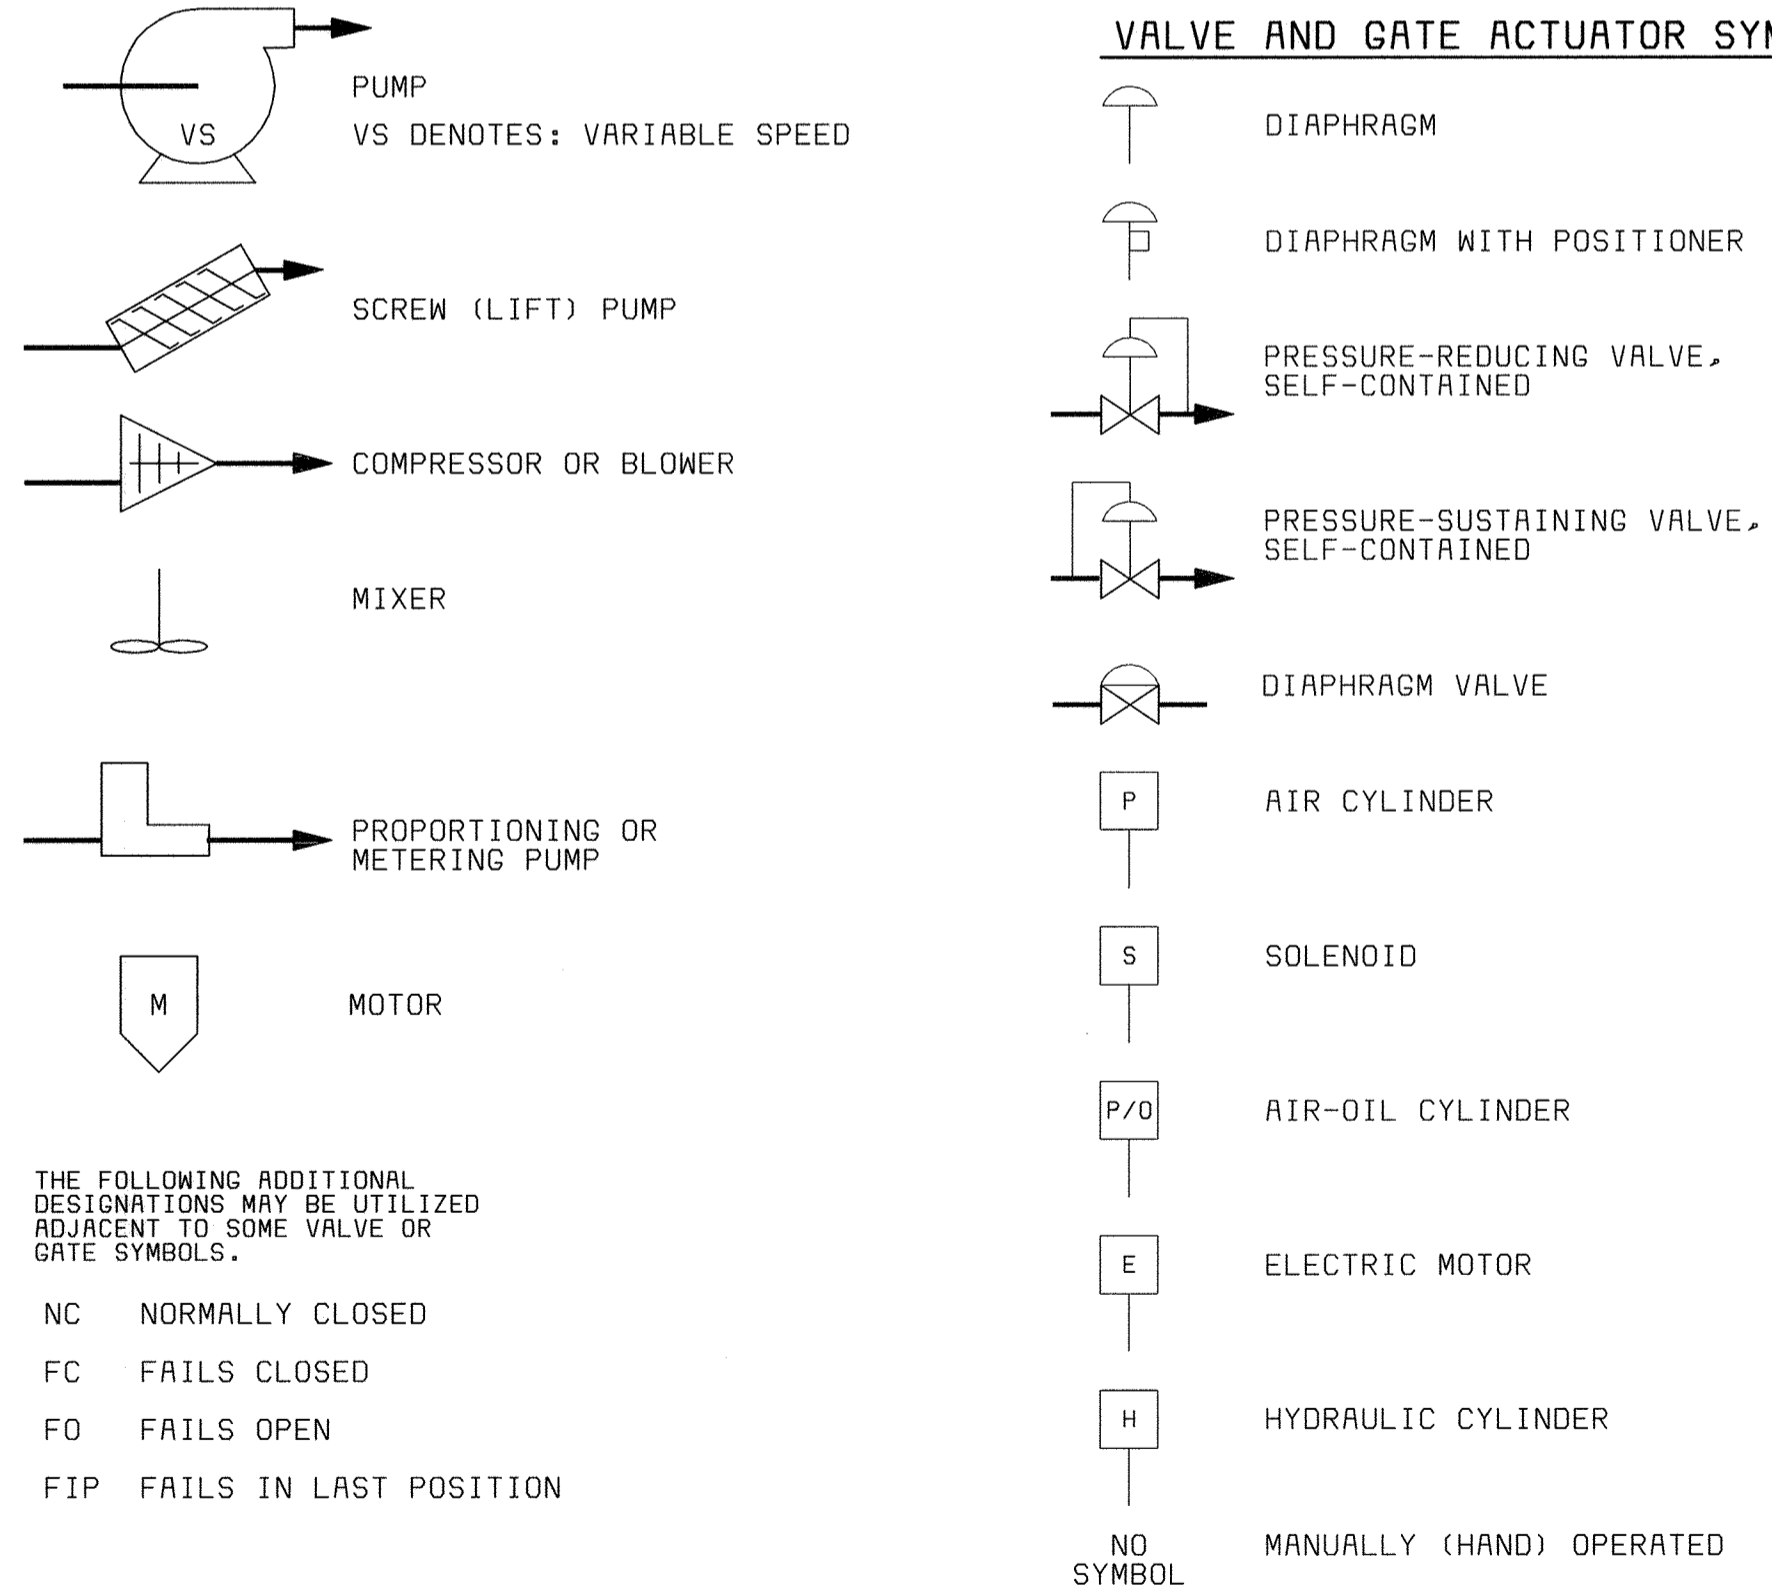 PUMP
VS
VS DENOTES: VARIABLE SPEED
SCREW (LIFT) PUMP
COMPRESSOR OR BLOWER
MIXER
PROPORTIONING OR
METERING PUMP
M
MOTOR
THE FOLLOWING ADDITIONAL
DESIGNATIONS MAY BE UTILIZED
ADJACENT TO SOME VALVE OR
GATE SYMBOLS.
NC NORMALLY CLOSED
FC FAILS CLOSED
FO FAILS OPEN
FIP FAILS IN LAST POSITION
VALVE AND GATE ACTUATOR
DIAPHRAGM
DIAPHRAGM WITH POSITIONER
PRESSURE-REDUCING VALVE,
SELF-CONTAINED
PRESSURE-SUSTAINING VALVE,
SELF-CONTAINED
DIAPHRAGM VALVE
P
AIR CYLINDER
S
SOLENOID
P/O
AIR-OIL CYLINDER
E
ELECTRIC MOTOR
H
HYDRAULIC CYLINDER
NO
SYMBOL
MANUALLY (HAND) OPERATED